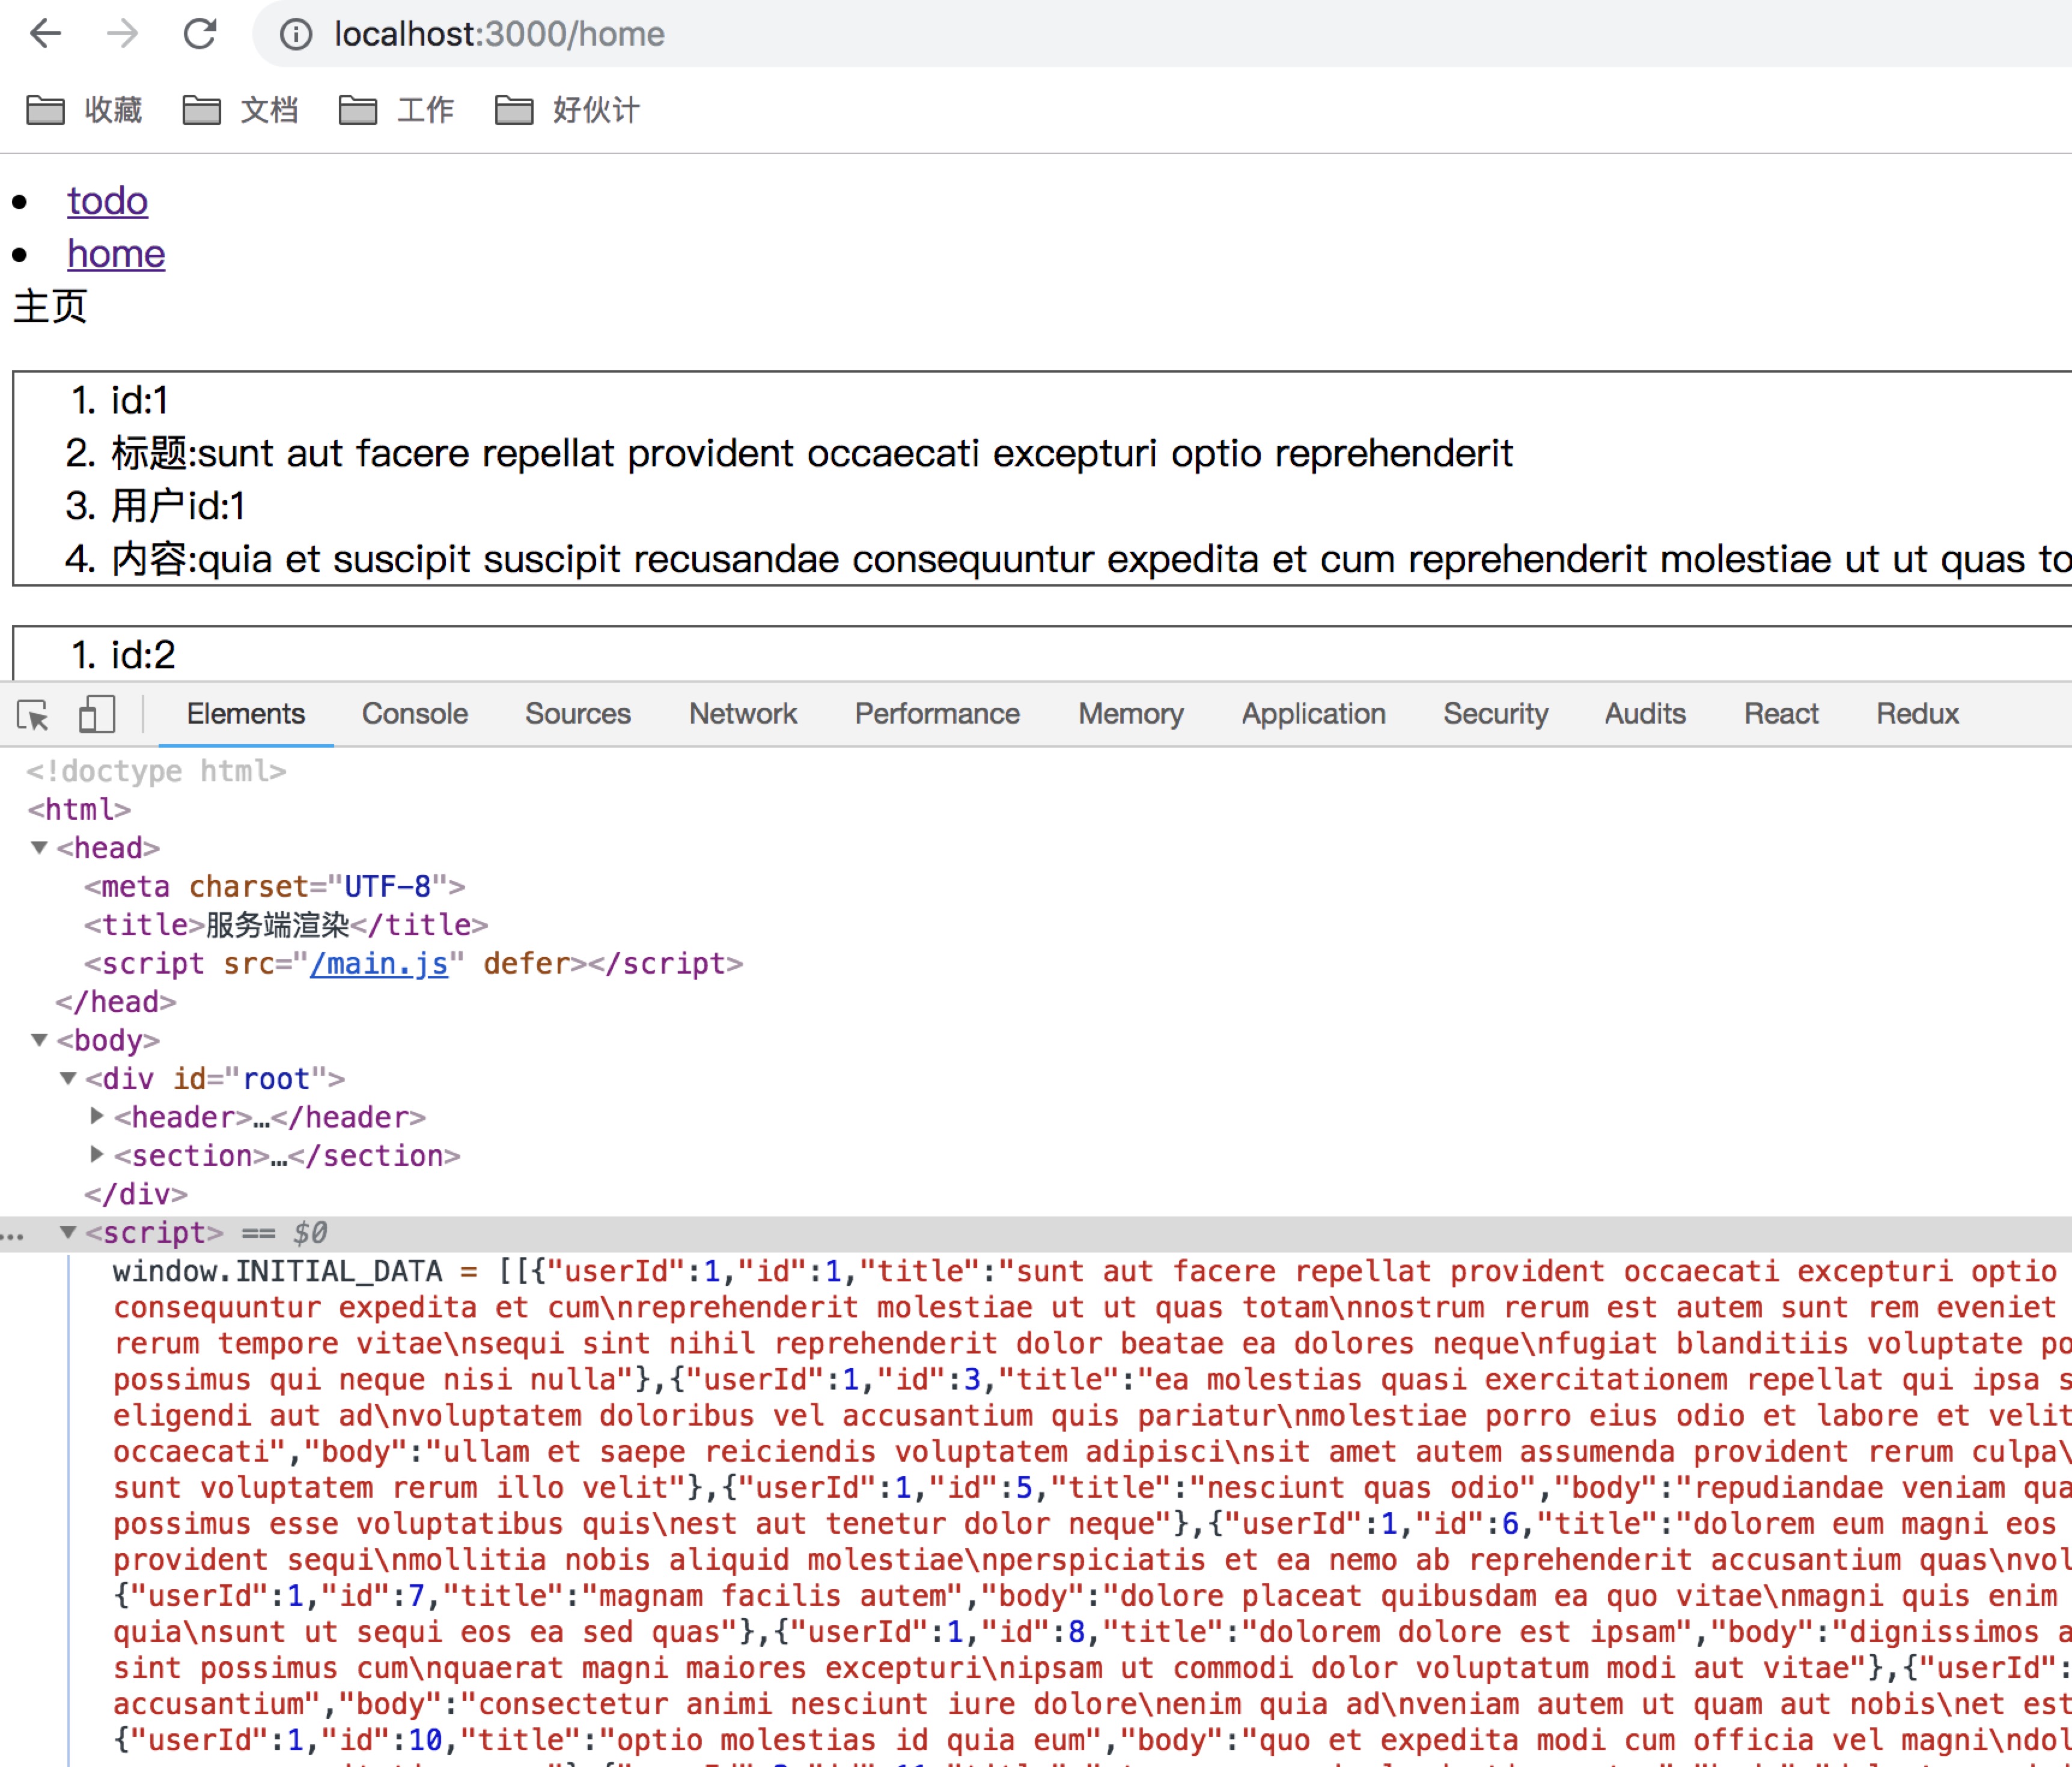 localhost:3000/home
收藏 文档 工作 好伙计
todo
home
主页
1. id:1
2. 标题:sunt aut facere repellat provident occaecati excepturi optio reprehenderit
3. 用户id:1
4. 内容:quia et suscipit suscipit recusandae consequuntur expedita et cum reprehenderit molestiae ut ut quas to
1. id:2
Elements Console Sources Network Performance Memory Application Security Audits React Redux
<!doctype html>
<html>
<head>
<meta charset="UTF-8">
<title>服务端渲染</title>
<script src="/main.js" defer></script>
</head>
<body>
<div id="root">
<header>…</header>
<section>…</section>
</div>
… <script> == $0
window.INITIAL_DATA = [[{"userId":1,"id":1,"title":"sunt aut facere repellat provident occaecati excepturi optio
consequuntur expedita et cum\nreprehenderit molestiae ut ut quas totam\nnostrum rerum est autem sunt rem eveniet
rerum tempore vitae\nsequi sint nihil reprehenderit dolor beatae ea dolores neque\nfugiat blanditiis voluptate po
possimus qui neque nisi nulla"},{"userId":1,"id":3,"title":"ea molestias quasi exercitationem repellat qui ipsa s
eligendi aut ad\nvoluptatem doloribus vel accusantium quis pariatur\nmolestiae porro eius odio et labore et velit
occaecati","body":"ullam et saepe reiciendis voluptatem adipisci\nsit amet autem assumenda provident rerum culpa\
sunt voluptatem rerum illo velit"},{"userId":1,"id":5,"title":"nesciunt quas odio","body":"repudiandae veniam qua
possimus esse voluptatibus quis\nest aut tenetur dolor neque"},{"userId":1,"id":6,"title":"dolorem eum magni eos
provident sequi\nmollitia nobis aliquid molestiae\nperspiciatis et ea nemo ab reprehenderit accusantium quas\nvol
{"userId":1,"id":7,"title":"magnam facilis autem","body":"dolore placeat quibusdam ea quo vitae\nmagni quis enim
quia\nsunt ut sequi eos ea sed quas"},{"userId":1,"id":8,"title":"dolorem dolore est ipsam","body":"dignissimos a
sint possimus cum\nquaerat magni maiores excepturi\nipsam ut commodi dolor voluptatum modi aut vitae"},{"userId":
accusantium","body":"consectetur animi nesciunt iure dolore\nenim quia ad\nveniam autem ut quam aut nobis\net est
{"userId":1,"id":10,"title":"optio molestias id quia eum","body":"quo et expedita modi cum officia vel magni\ndol